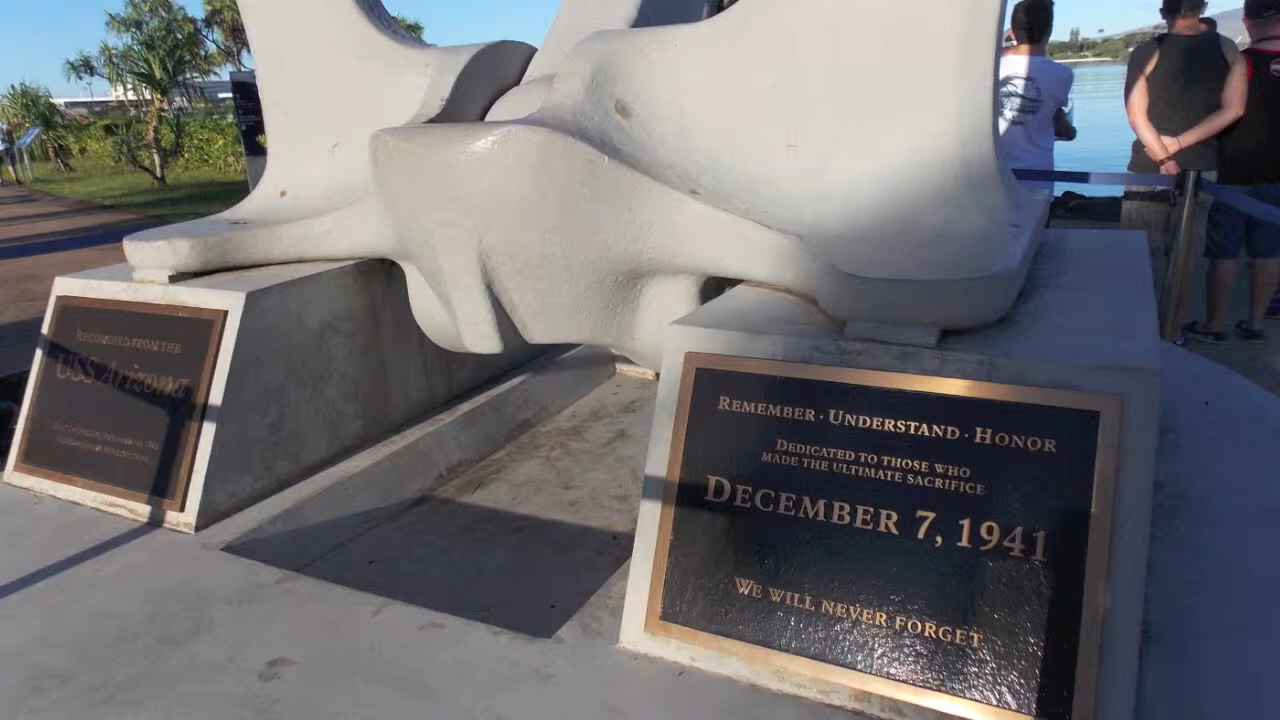 RECOVERED FROM THE
USS Arizona
REMEMBER · UNDERSTAND · HONOR
DEDICATED TO THOSE WHO
MADE THE ULTIMATE SACRIFICE
DECEMBER 7, 1941
WE WILL NEVER FORGET